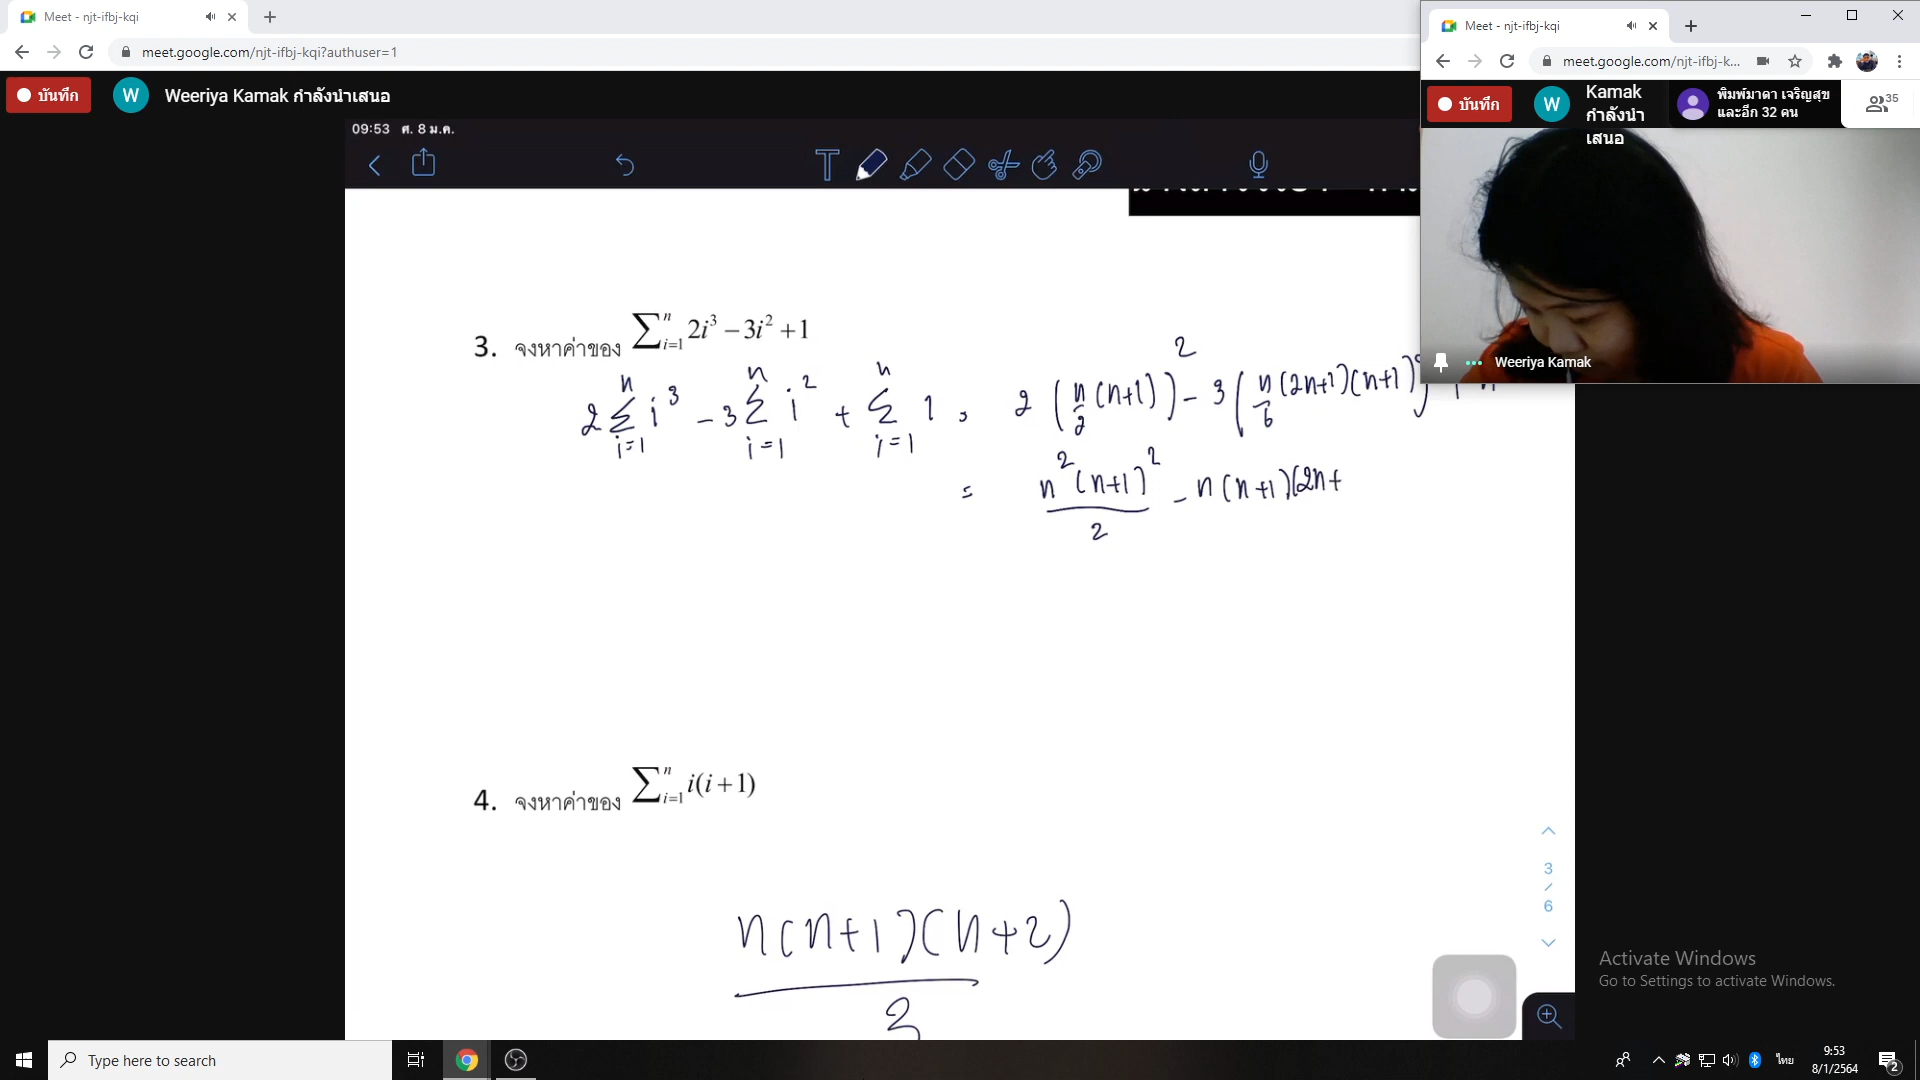 Meet - njt-ifbj-kqi
meet.google.com/njt-ifbj-kqi?authuser=1
บันทึก
W
Weeriya Kamak กำลังนำเสนอ
09:53 ศ. 8 ม.ค.
Meet - njt-ifbj-kqi
meet.google.com/njt-ifbj-k...
บันทึก
W
Kamak
กำลังนำ
เสนอ
พิมพ์มาดา เจริญสุข
และอีก 32 คน
35
Weeriya Kamak
3. จงหาค่าของ ∑ⁿᵢ₌₁ 2i³ – 3i² + 1
2 ∑ⁿᵢ₌₁ i³ – 3 ∑ⁿᵢ₌₁ i² + ∑ⁿᵢ₌₁ 1 = 2 (n/2 (n+1))² – 3 (n/6 (2n+1)(n+1)) + n
= n²(n+1)²/2 – n(n+1)(2n+
4. จงหาค่าของ ∑ⁿᵢ₌₁ i(i + 1)
n(n+1)(n+2)
3
3
/
6
Activate Windows
Go to Settings to activate Windows.
Type here to search
ไทย
9:53
8/1/2564
2